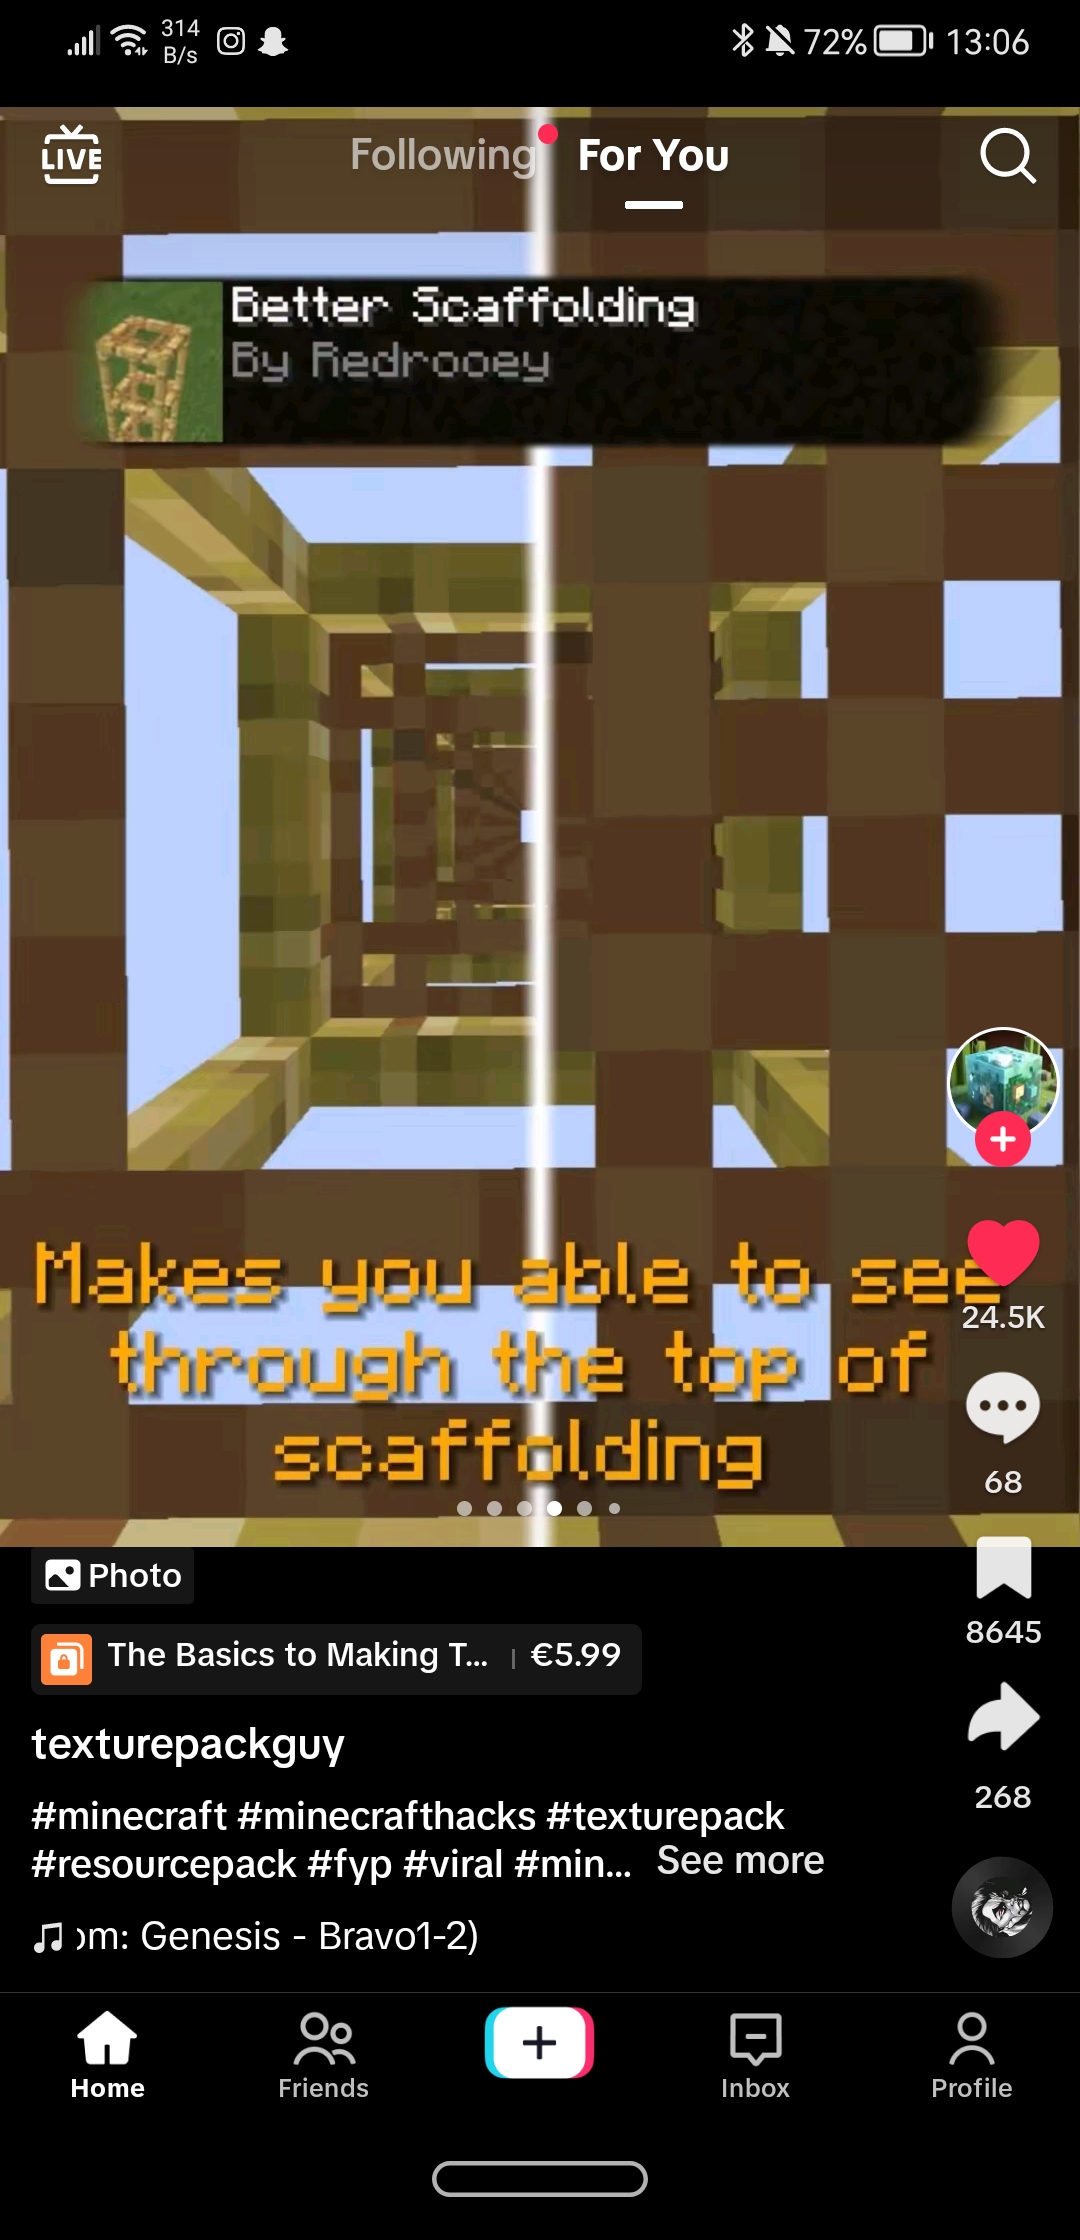 314
B/s
72%
13:06
LIVE
Following
For You
Better Scaffolding
By Redrooey
Makes you able to see
through the top of
scaffolding
24.5K
68
8645
268
Photo
The Basics to Making T... | €5.99
texturepackguy
#minecraft #minecrafthacks #texturepack
#resourcepack #fyp #viral #min... See more
om: Genesis - Bravo1-2)
Home
Friends
Inbox
Profile